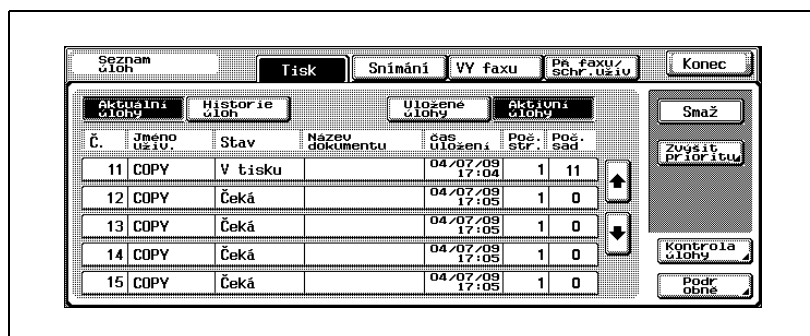 Seznam
úloh
Tisk
Snímání
VY faxu
PA faxu/
schr.uživ
Konec
Aktuální
úlohy
Historie
úloh
Uložené
úlohy
Aktivní
úlohy
Smaž
Č.
Jméno
uživ.
Stav
Název
dokumentu
čas
uložení
Poč.
str.
Poč.
sad
Zvýšit
prioritu
11 COPY V tisku 04/07/09 17:04 1 11
12 COPY Čeká 04/07/09 17:05 1 0
13 COPY Čeká 04/07/09 17:05 1 0
14 COPY Čeká 04/07/09 17:05 1 0
15 COPY Čeká 04/07/09 17:05 1 0
Kontrola
úlohy
Podr
obně